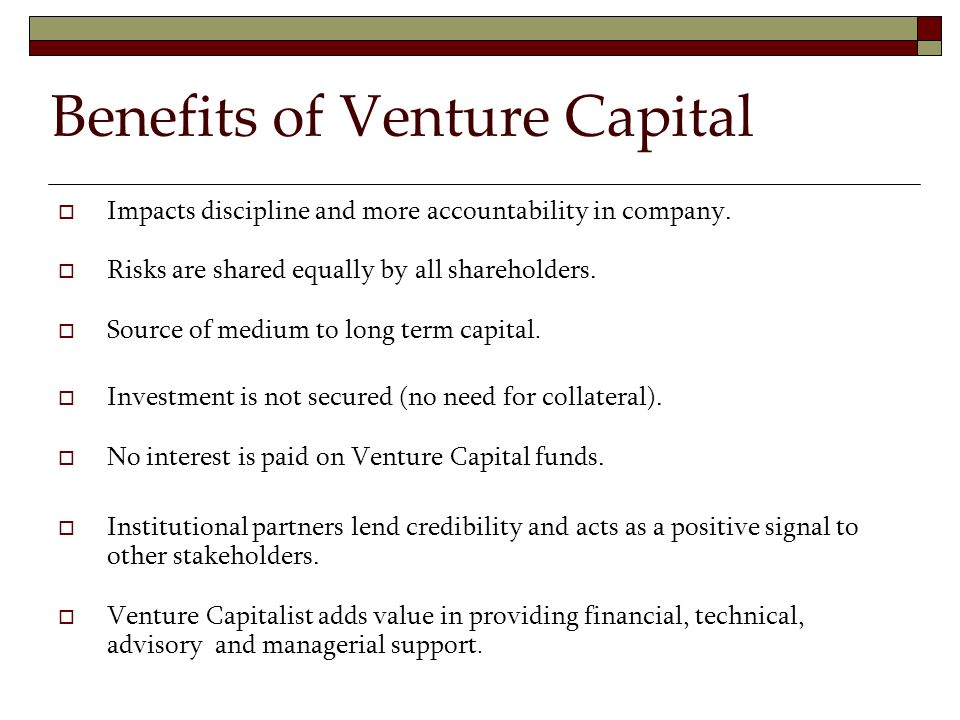 Benefits of Venture Capital
Impacts discipline and more accountability in company.
Risks are shared equally by all shareholders.
Source of medium to long term capital.
Investment is not secured (no need for collateral).
No interest is paid on Venture Capital funds.
Institutional partners lend credibility and acts as a positive signal to
other stakeholders.
Venture Capitalist adds value in providing financial, technical,
advisory and managerial support.